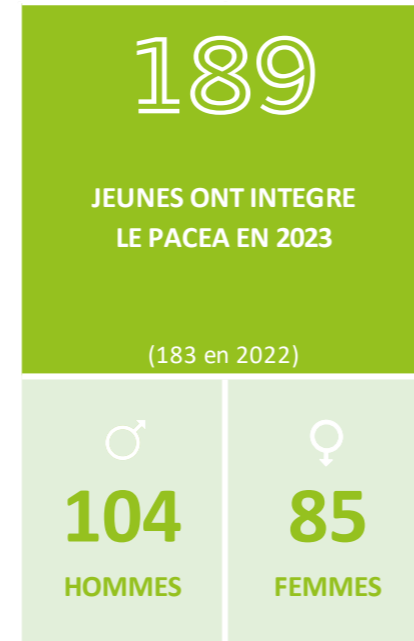 189
JEUNES ONT INTEGRE
LE PACEA EN 2023
(183 en 2022)
104
HOMMES
85
FEMMES